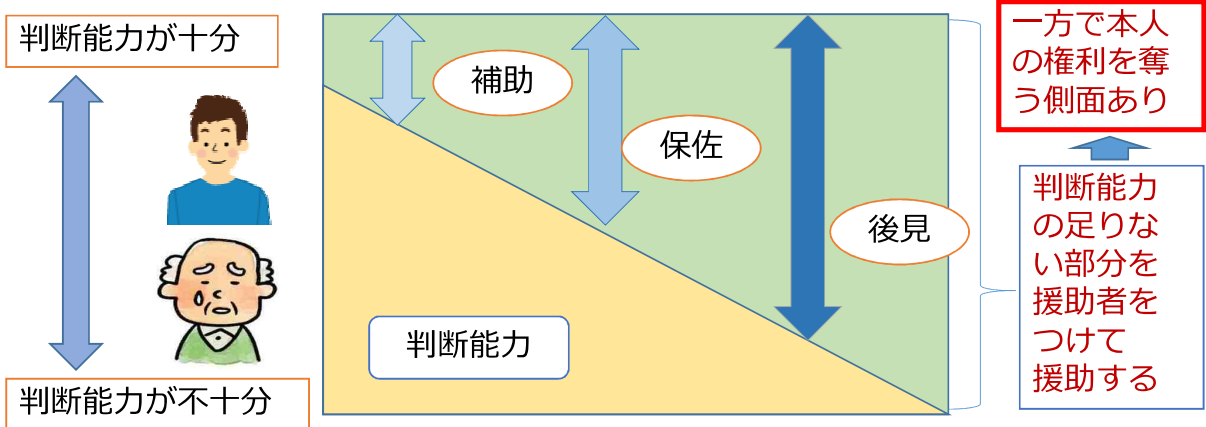 判断能力が十分
判断能力が不十分
補助
保佐
後見
判断能力
一方で本人
の権利を奪
う側面あり
判断能力
の足りな
い部分を
援助者を
つけて
援助する